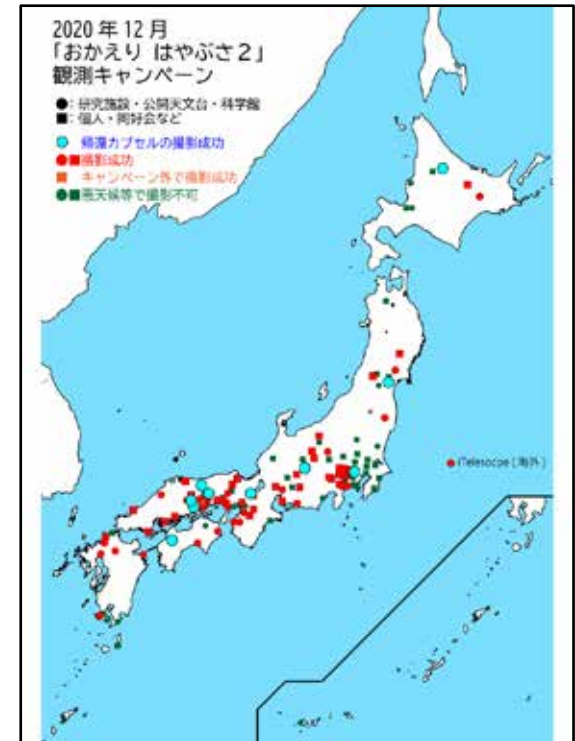 2020年12月
「おかえり はやぶさ2」
観測キャンペーン
●：研究施設・公開天文台・科学館
■：個人・同好会など
帰還カプセルの撮影成功
●■撮影成功
■ キャンペーン外で撮影成功
●■悪天候等で撮影不可
iTelescope（海外）